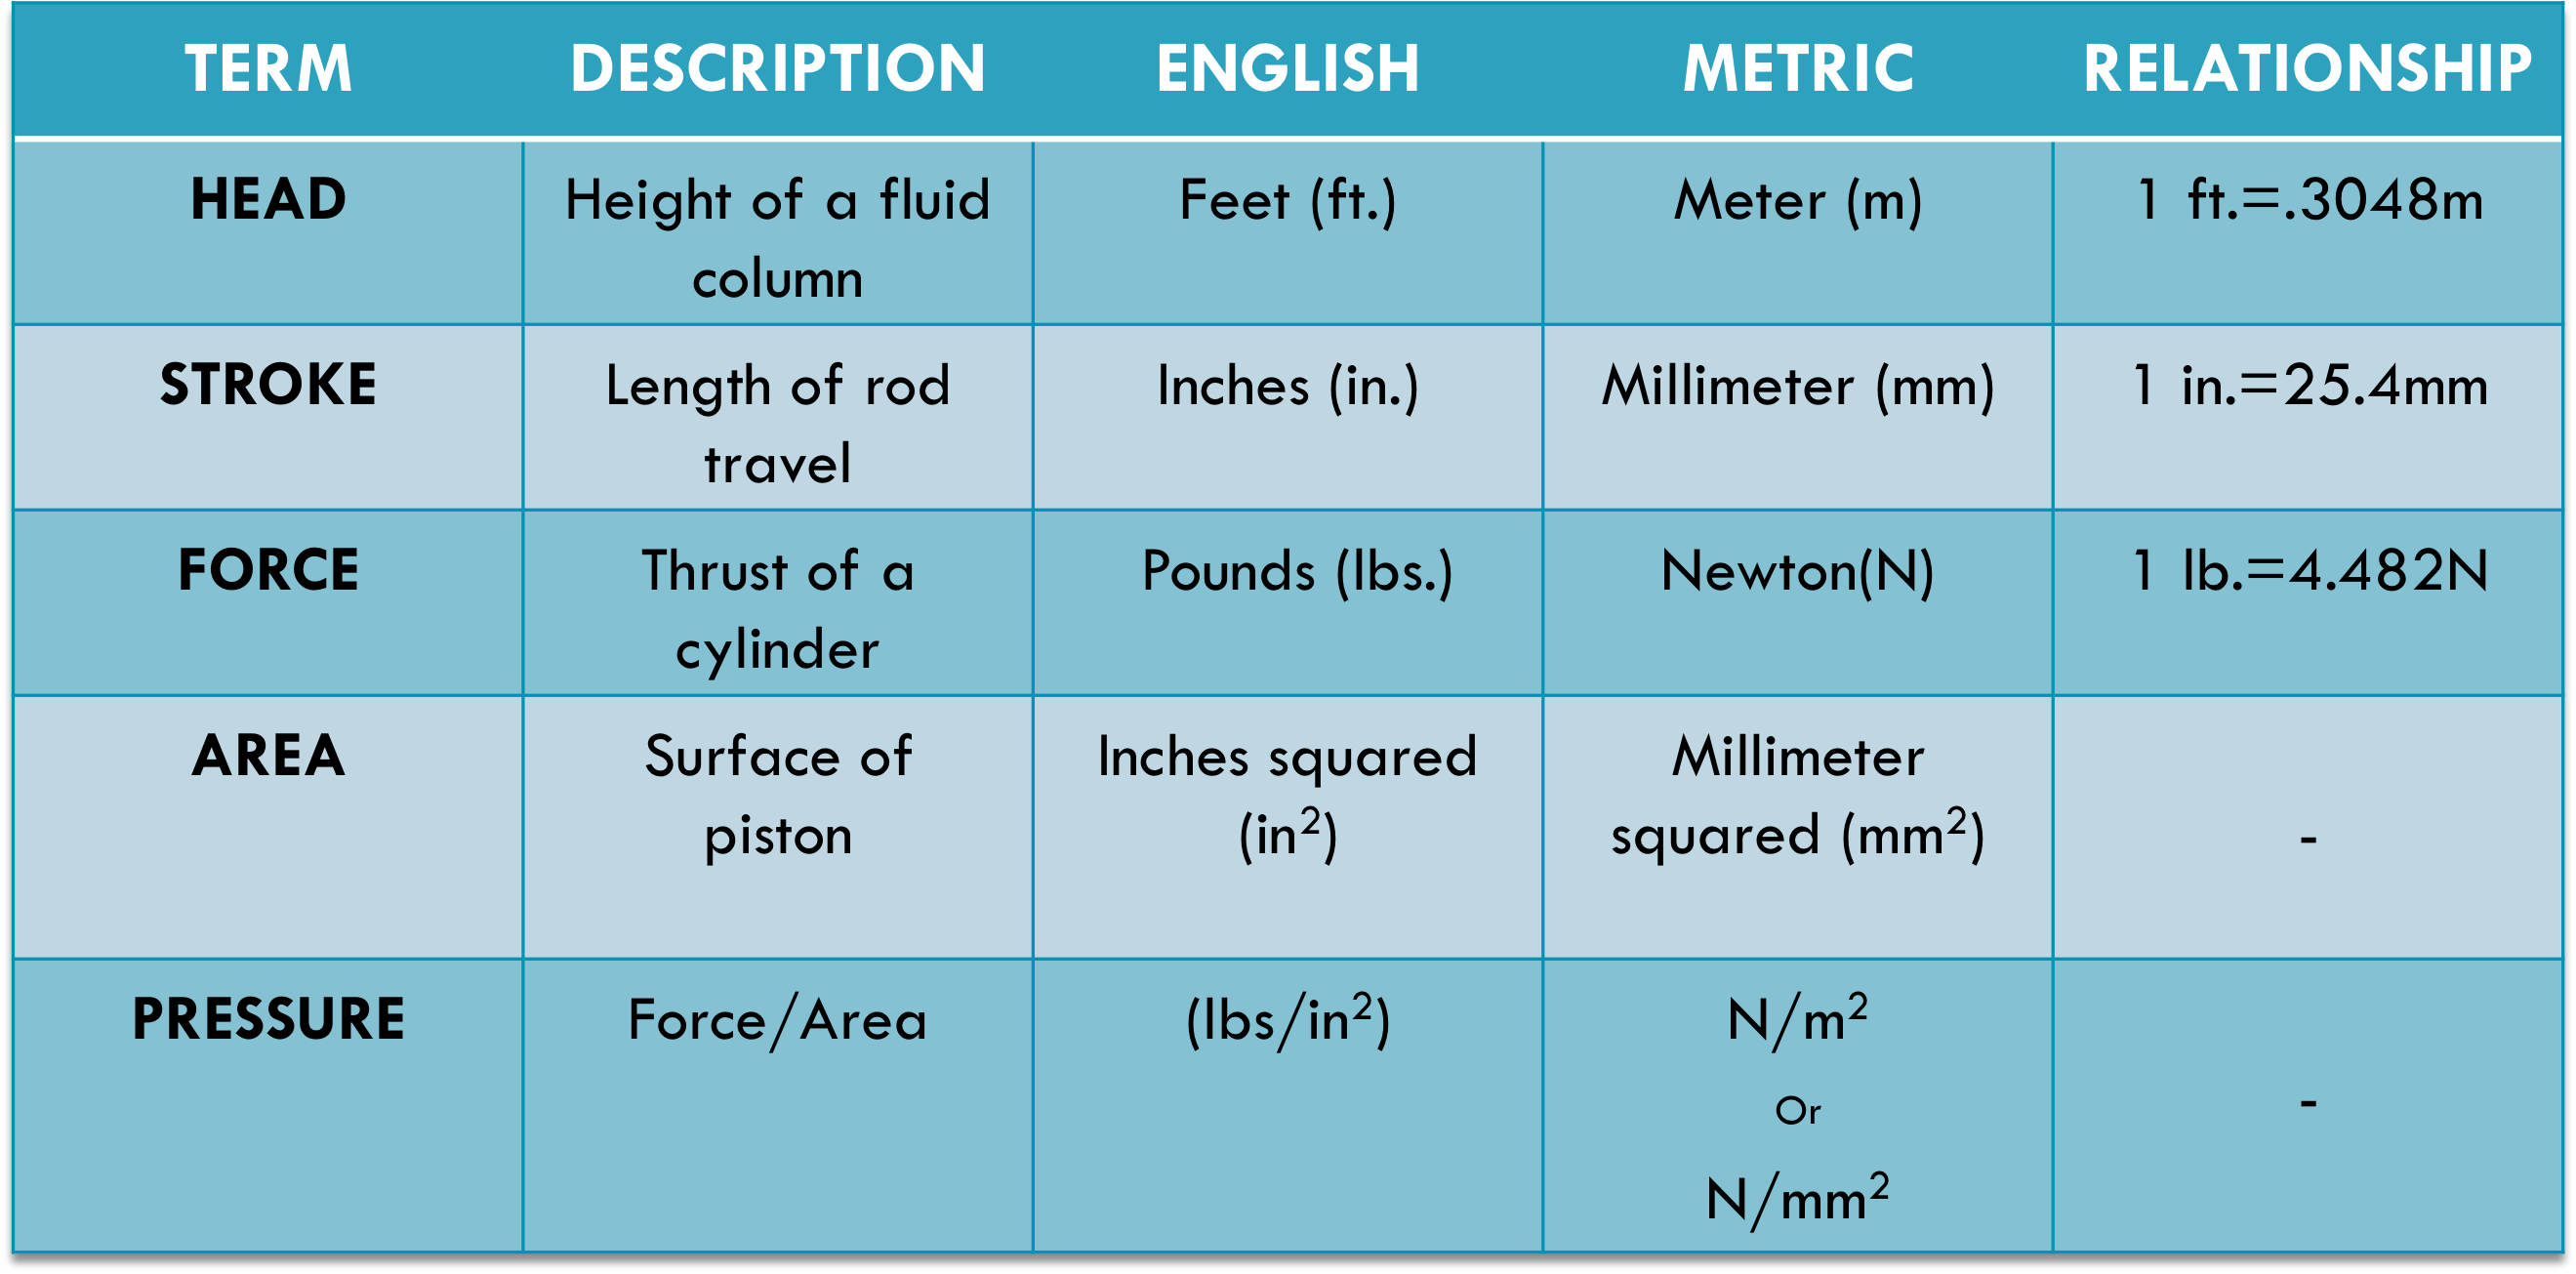 TERM DESCRIPTION ENGLISH METRIC RELATIONSHIP
HEAD Height of a fluid Feet (ft.) Meter (m) 1 ft.=.3048m
column
STROKE Length of rod Inches (in.) Millimeter (mm) 1 in.=25.4mm
travel
FORCE Thrust of a Pounds (lbs.) Newton(N) 1 lb.=4.482N
cylinder
AREA Surface of Inches squared Millimeter
piston (in²) squared (mm²) -
PRESSURE Force/Area (lbs/in²) N/m²
Or -
N/mm²